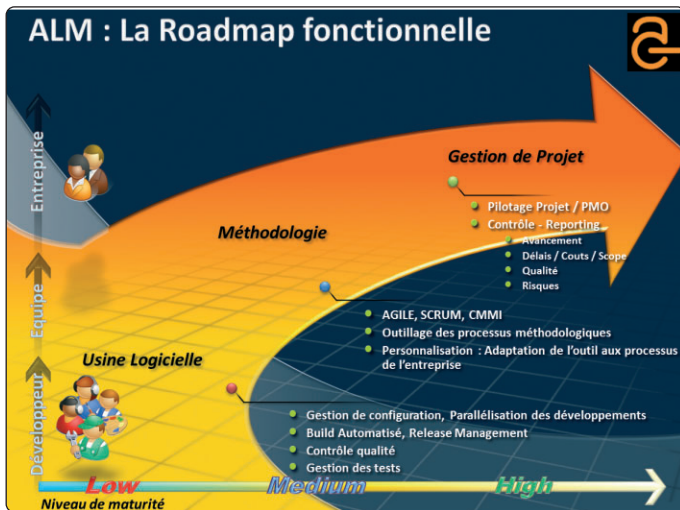 ALM : La Roadmap fonctionnelle
Entreprise
Equipe
Développeur
Gestion de Projet
Pilotage Projet / PMO
Contrôle - Reporting
Avancement
Délais / Couts / Scope
Qualité
Risques
Méthodologie
AGILE, SCRUM, CMMI
Outillage des processus méthodologiques
Personnalisation : Adaptation de l'outil aux processus
de l'entreprise
Usine Logicielle
Gestion de configuration, Parallélisation des développements
Build Automatisé, Release Management
Contrôle qualité
Gestion des tests
Low
Medium
High
Niveau de maturité